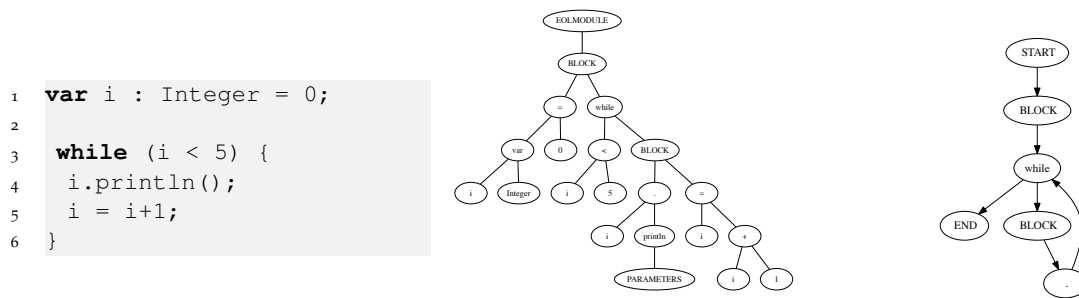 1 var i : Integer = 0;
2
3 while (i < 5) {
4 i.println();
5 i = i+1;
6 }
EOLMODULE
BLOCK
= while
var 0 < BLOCK
i Integer i 5 . =
i println i +
PARAMETERS i 1
START
BLOCK
while
END BLOCK
.